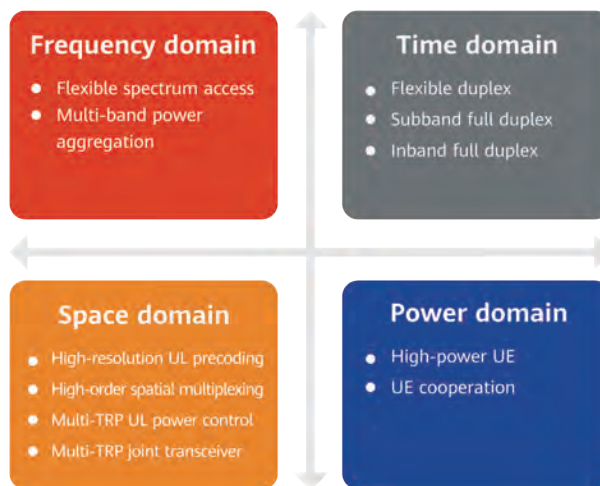 Frequency domain
Flexible spectrum access
Multi-band power
aggregation
Time domain
Flexible duplex
Subband full duplex
Inband full duplex
Space domain
High-resolution UL precoding
High-order spatial multiplexing
Multi-TRP UL power control
Multi-TRP joint transceiver
Power domain
High-power UE
UE cooperation